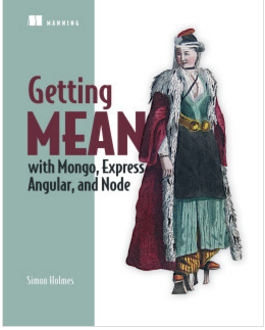 MANNING
Getting
MEAN
with Mongo, Express
Angular, and Node
Simon Holmes